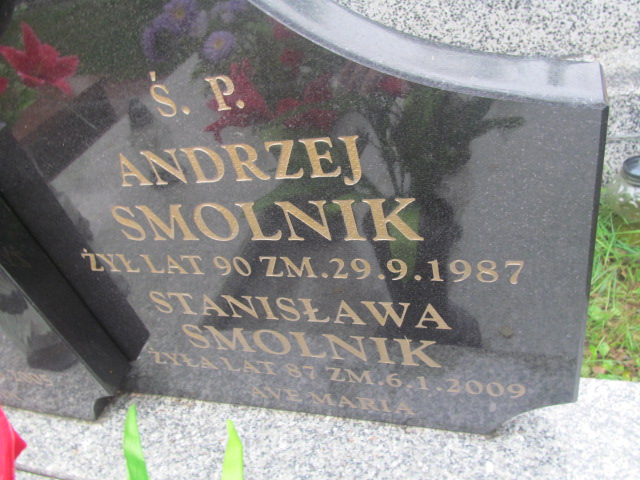 Ś. P.
ANDRZEJ
SMOLNIK
ŻYŁ LAT 90 ZM.29.9.1987
STANISŁAWA
SMOLNIK
ŻYŁA LAT 87 ZM.6.1.2009
AVE MARIA